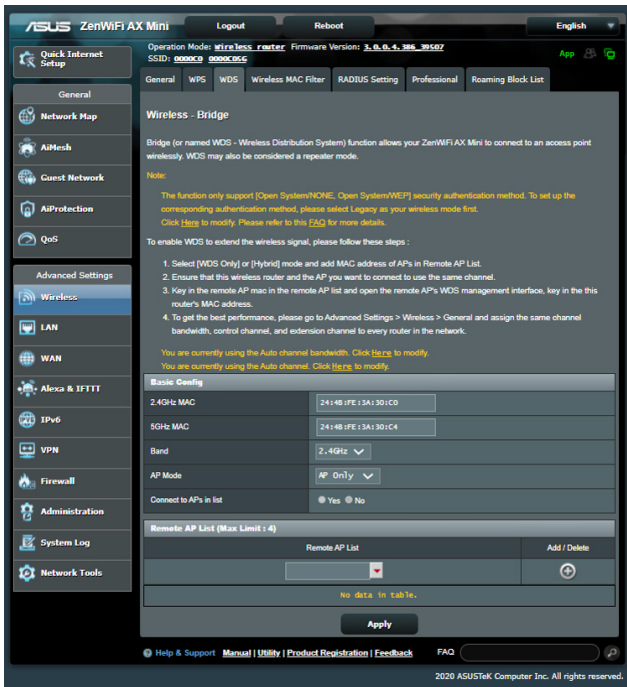 ASUS ZenWiFi AX Mini Logout Reboot English
Quick Internet Setup
Operation Mode: Wireless router Firmware Version: 3.0.0.4.386_39507
SSID: 0000C0 0000C05G
App
General WPS WDS Wireless MAC Filter RADIUS Setting Professional Roaming Block List
General
Network Map
AiMesh
Guest Network
AiProtection
QoS
Advanced Settings
Wireless
LAN
WAN
Alexa & IFTTT
IPv6
VPN
Firewall
Administration
System Log
Network Tools
Wireless - Bridge
Bridge (or named WDS - Wireless Distribution System) function allows your ZenWiFi AX Mini to connect to an access point
wirelessly. WDS may also be considered a repeater mode.
Note:
The function only support [Open System/NONE, Open System/WEP] security authentication method. To set up the
corresponding authentication method, please select Legacy as your wireless mode
first.
Click Here to modify. Please refer to this FAQ for more details.
To enable WDS to extend the wireless signal, please follow these steps :
1. Select [WDS Only] or [Hybrid] mode and add MAC address of APs in Remote AP
List.
2. Ensure that this wireless router and the AP you want to connect to use the same
channel.
3. Key in the remote AP mac in the remote AP list and open the remote AP's WDS
management interface, key in the this
router's MAC address.
4. To get the best performance, please go to Advanced Settings > Wireless > General and assign the same channel
bandwidth, control channel, and extension channel to every router in the network.
You are currently using the Auto channel bandwidth. Click Here to modify.
You are currently using the Auto channel. Click Here to modify.
Basic Config
2.4GHz MAC 24:4B:FE:3A:30:C0
5GHz MAC 24:4B:FE:3A:30:C4
Band 2.4GHz
AP Mode AP Only
Connect to APs in list Yes No
Remote AP List (Max Limit : 4)
Remote AP List Add / Delete
No data in table.
Apply
Help & Support Manual | Utility | Product Registration | Feedback FAQ
2020 ASUSTeK Computer Inc. All rights reserved.